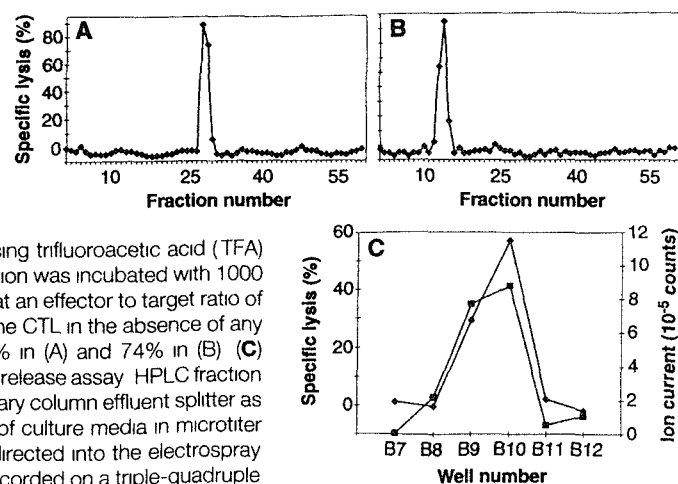 A
B
Specific lysis (%)
80
60
40
20
0
10
25
40
55
Fraction number
10
25
40
55
Fraction number
sing trifluoroacetic acid (TFA)
ion was incubated with 1000
at an effector to target ratio of
ne CTL in the absence of any
% in (A) and 74% in (B) (C)
release assay HPLC fraction
ary column effluent splitter as
of culture media in microtiter
directed into the electrospray
corded on a triple-quadruple
C
Specific lysis (%)
60
40
20
0
12
10
8
6
4
2
0
Ion current (10-5 counts)
B7 B8 B9 B10 B11 B12
Well number